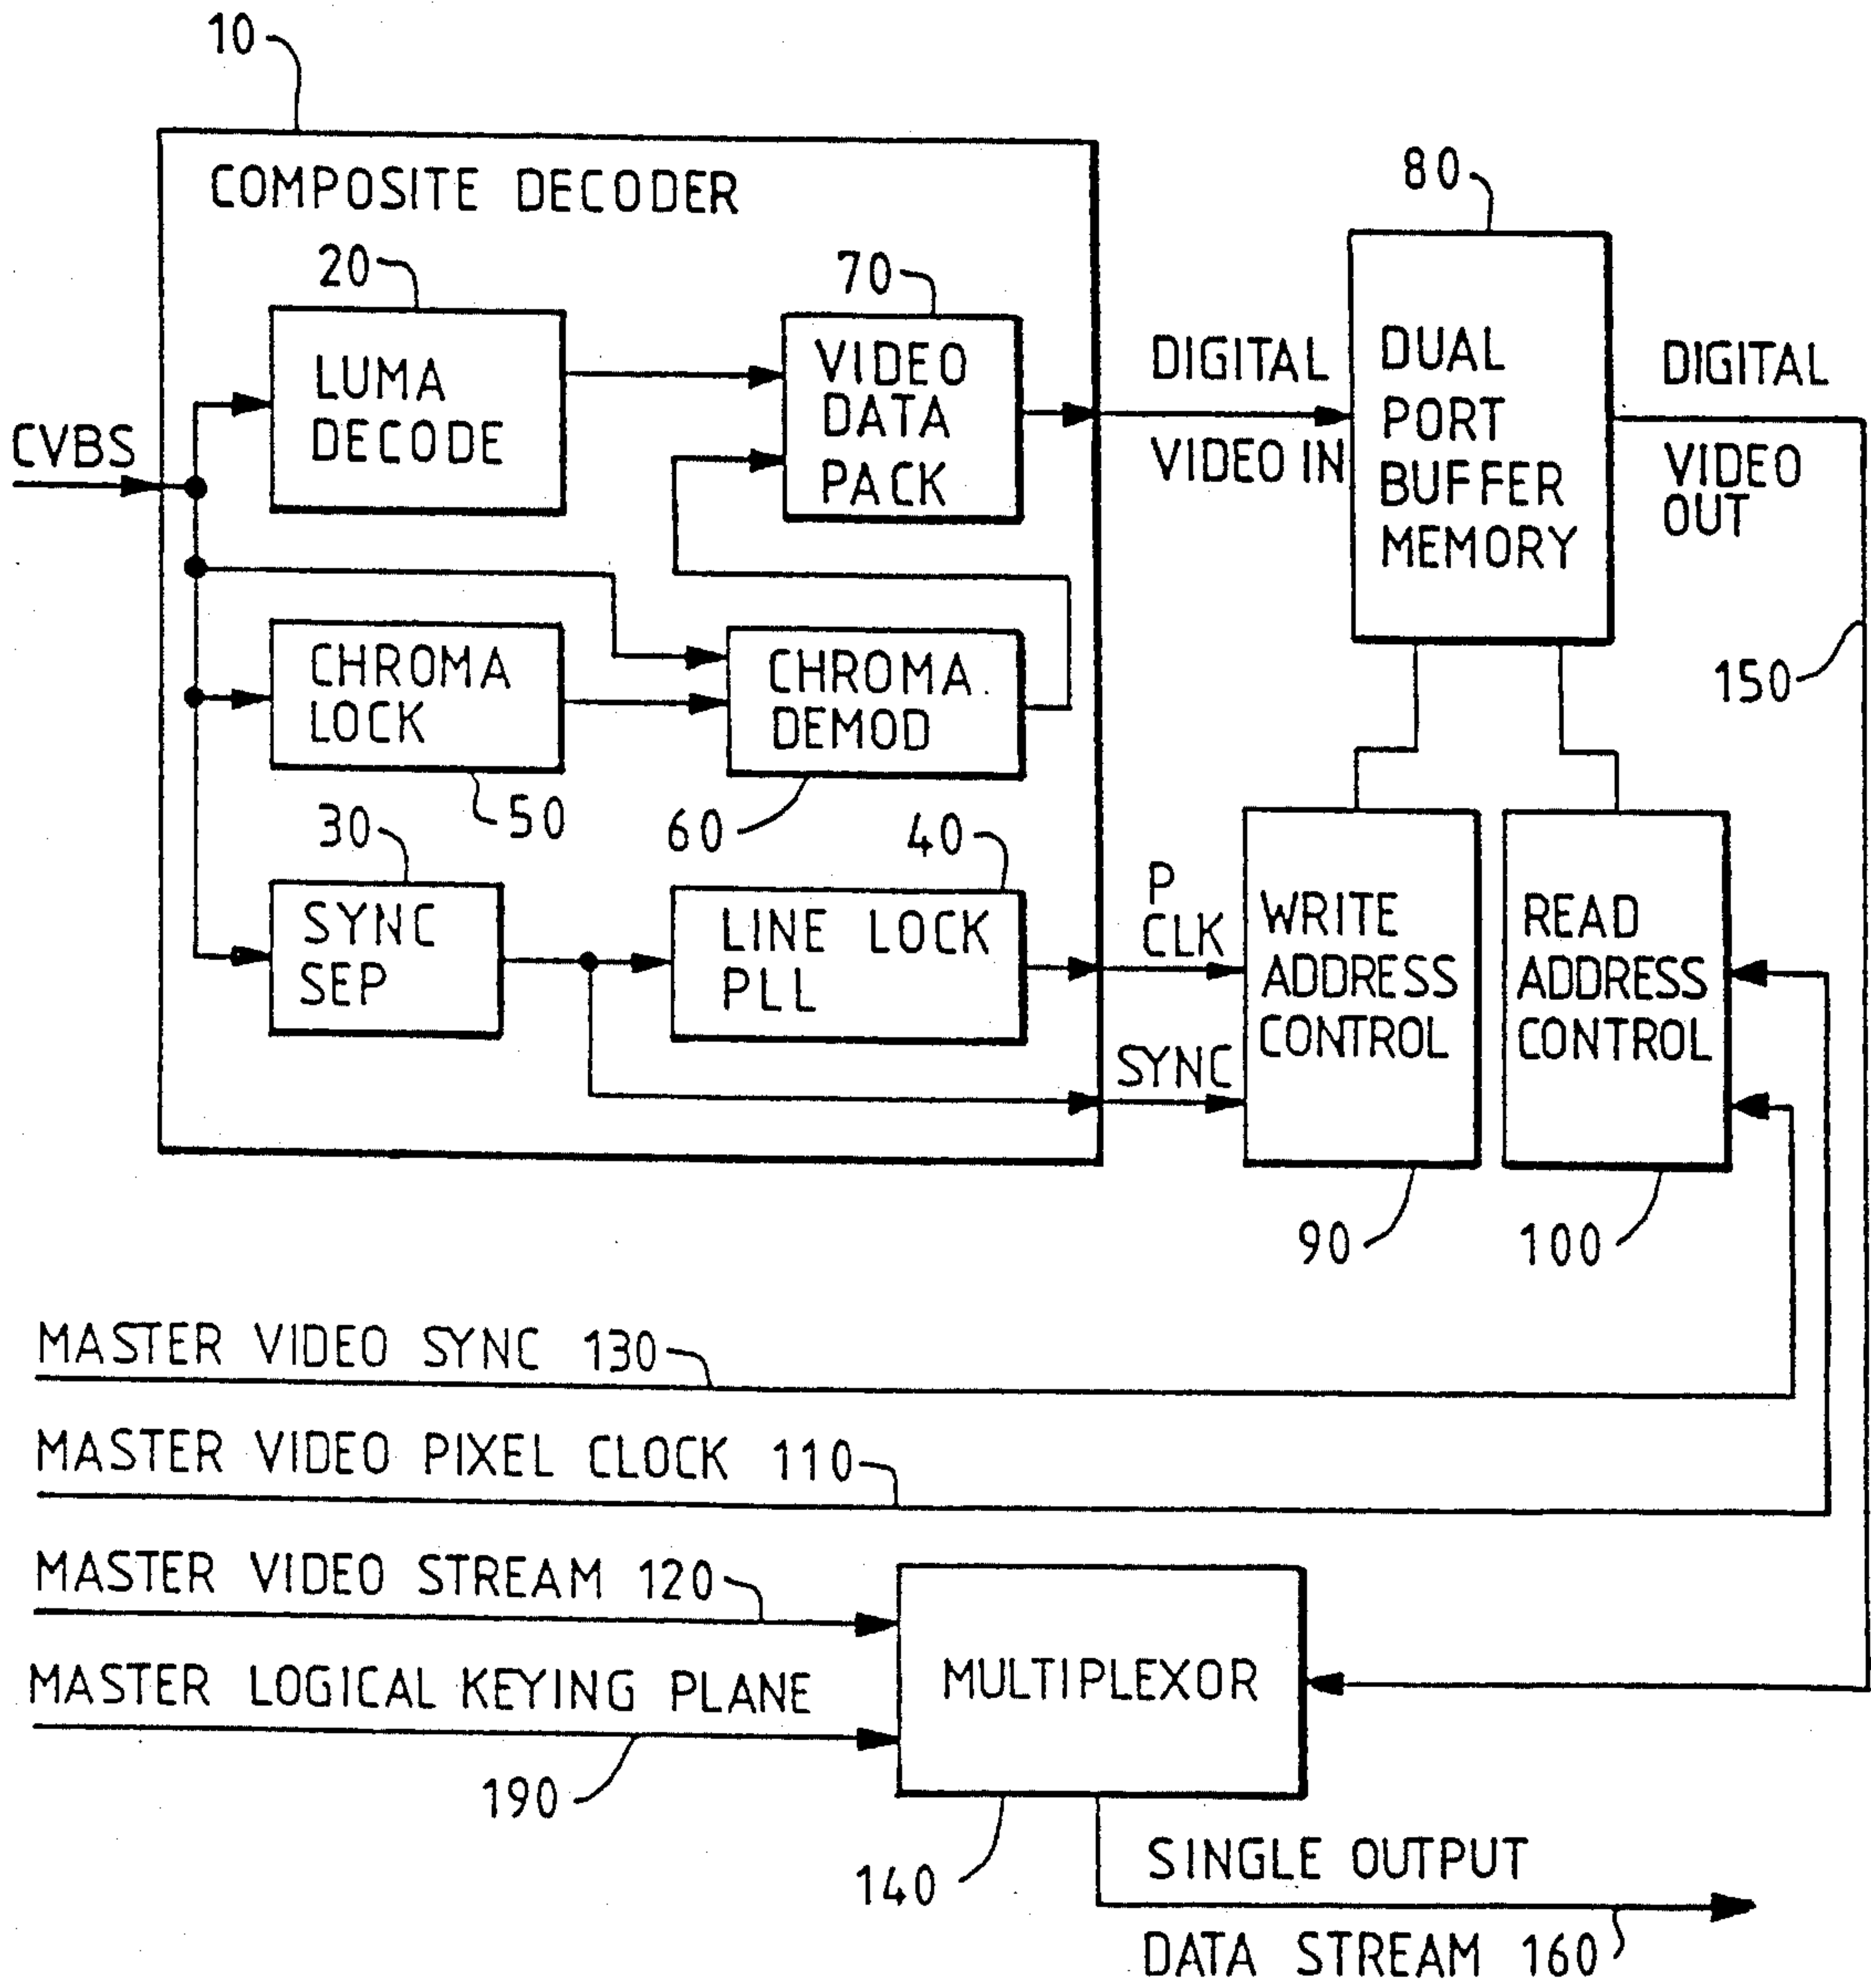 10
COMPOSITE DECODER
20
LUMA
DECODE
70
VIDEO
DATA
PACK
CVBS
CHROMA
LOCK
50
CHROMA
DEMOD
60
30
SYNC
SEP
40
LINE LOCK
PLL
DIGITAL
VIDEO IN
80
DUAL
PORT
BUFFER
MEMORY
DIGITAL
VIDEO
OUT
150
P
CLK
SYNC
WRITE
ADDRESS
CONTROL
90
READ
ADDRESS
CONTROL
100
MASTER VIDEO SYNC 130
MASTER VIDEO PIXEL CLOCK 110
MASTER VIDEO STREAM 120
MASTER LOGICAL KEYING PLANE
190
MULTIPLEXOR
140
SINGLE OUTPUT
DATA STREAM 160